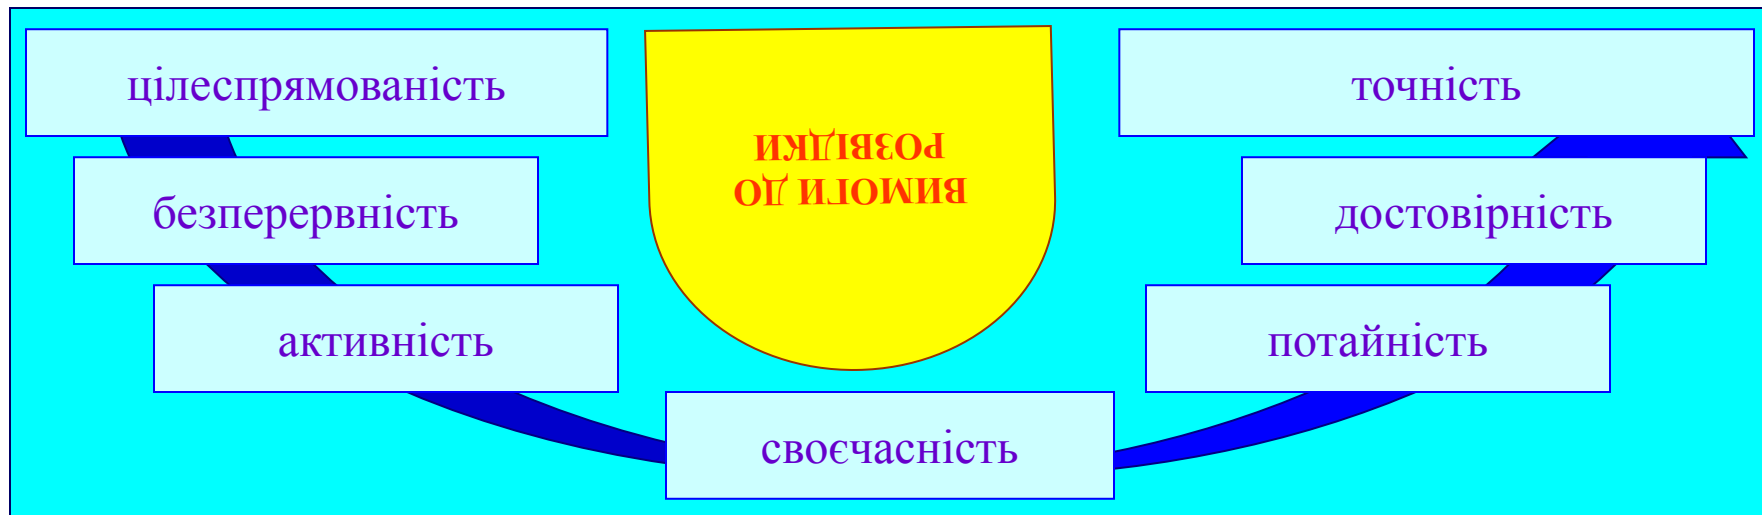 ВИМОГИ ДО
РОЗВІДКИ
цілеспрямованість
безперервність
активність
своєчасність
потайність
достовірність
точність